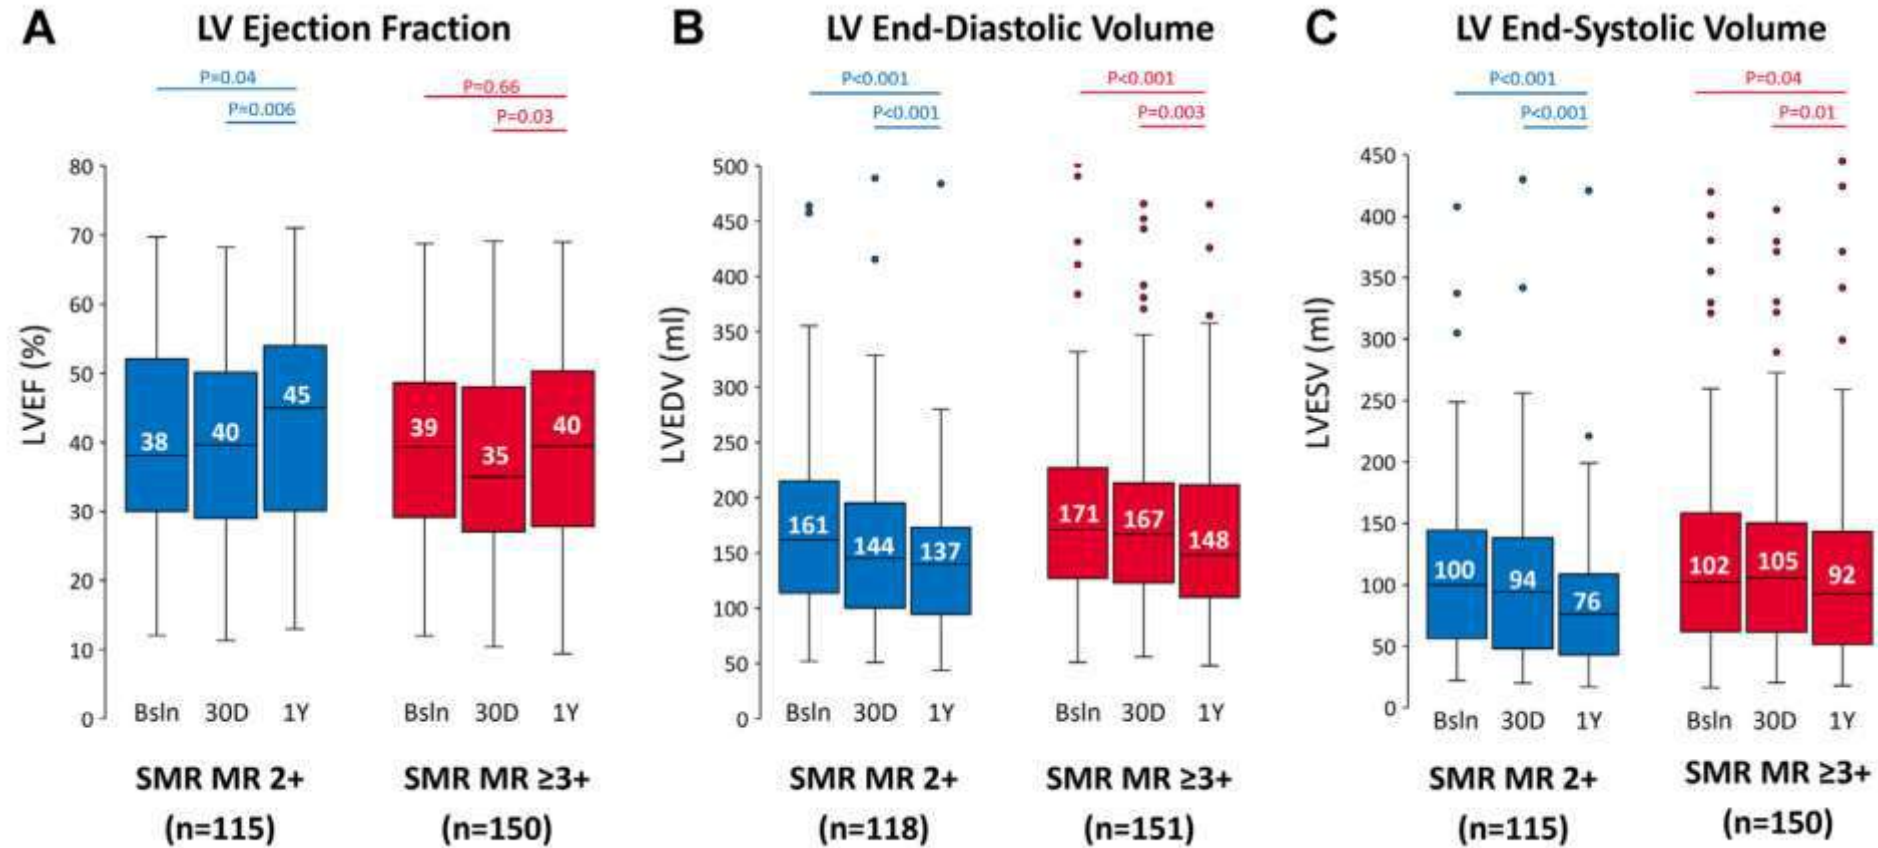 A LV Ejection Fraction
P=0.04
P=0.006
P=0.66
P=0.03
LVEF (%)
80
70
60
50
40
30
20
10
0
38
40
45
39
35
40
Bsln 30D 1Y
Bsln 30D 1Y
SMR MR 2+
(n=115)
SMR MR ≥3+
(n=150)
B LV End-Diastolic Volume
P<0.001
P<0.001
P<0.001
P=0.003
LVEDV (ml)
500
450
400
350
300
250
200
150
100
50
0
161
144
137
171
167
148
Bsln 30D 1Y
Bsln 30D 1Y
SMR MR 2+
(n=118)
SMR MR ≥3+
(n=151)
C LV End-Systolic Volume
P<0.001
P<0.001
P=0.04
P=0.01
LVESV (ml)
450
400
350
300
250
200
150
100
50
0
100
94
76
102
105
92
Bsln 30D 1Y
Bsln 30D 1Y
SMR MR 2+
(n=115)
SMR MR ≥3+
(n=150)